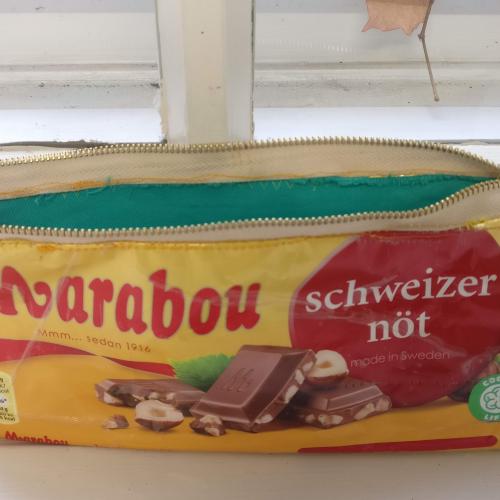 Marabou
Mmm... sedan 1916
schweizer
nöt
made in Sweden
M
Marabou